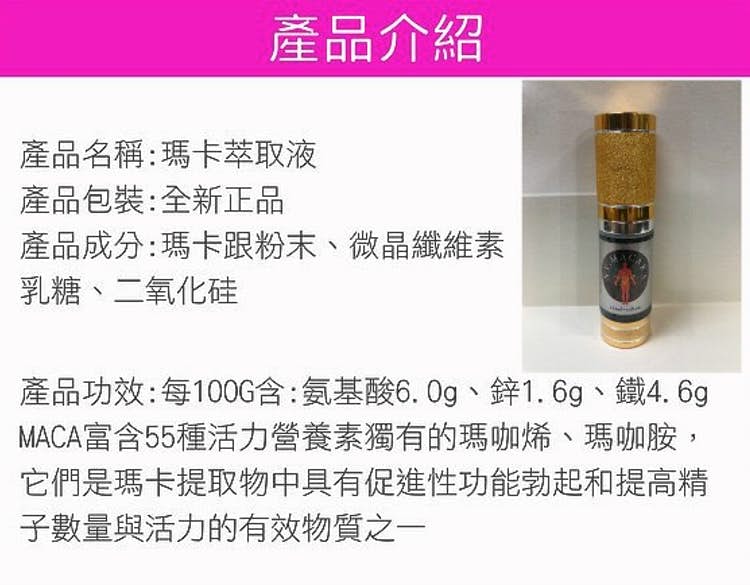 產品介紹
產品名稱:瑪卡萃取液
產品包裝:全新正品
產品成分:瑪卡跟粉末、微晶纖維素
乳糖、二氧化硅
產品功效:每100G含:氨基酸6.0g、鋅1.6g、鐵4.6g
MACA富含55種活力營養素獨有的瑪咖烯、瑪咖胺，
它們是瑪卡提取物中具有促進性功能勃起和提高精
子數量與活力的有效物質之一